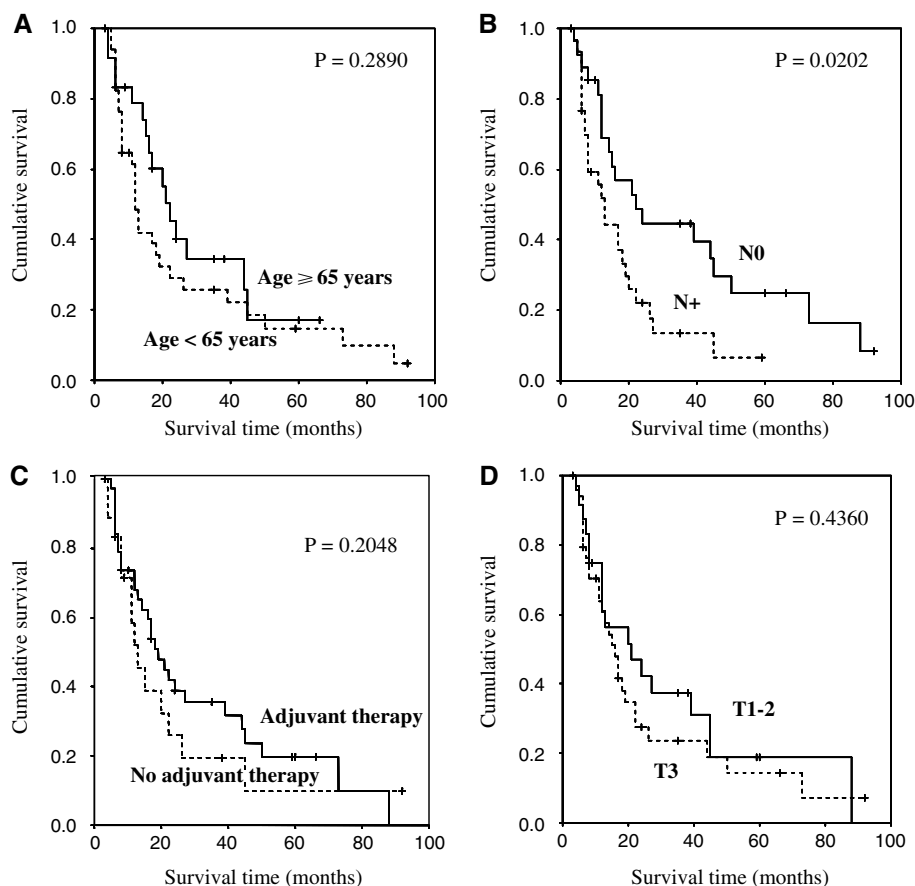 A
P = 0.2890
1.0
0.8
0.6
0.4
0.2
0.0
Cumulative survival
Age ⩾ 65 years
Age < 65 years
0 20 40 60 80 100
Survival time (months)
B
P = 0.0202
1.0
0.8
0.6
0.4
0.2
0.0
Cumulative survival
N0
N+
0 20 40 60 80 100
Survival time (months)
C
P = 0.2048
1.0
0.8
0.6
0.4
0.2
0.0
Cumulative survival
Adjuvant therapy
No adjuvant therapy
0 20 40 60 80 100
Survival time (months)
D
P = 0.4360
1.0
0.8
0.6
0.4
0.2
0.0
Cumulative survival
T1-2
T3
0 20 40 60 80 100
Survival time (months)